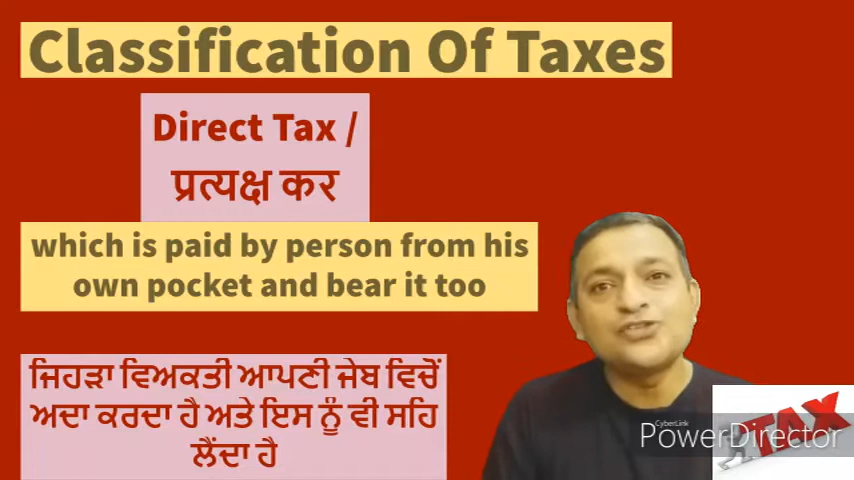 Classification Of Taxes
Direct Tax /
प्रत्यक्ष कर
which is paid by person from his
own pocket and bear it too
ਜਿਹੜਾ ਵਿਅਕਤੀ ਆਪਣੀ ਜੇਬ ਵਿਚੋਂ
ਅਦਾ ਕਰਦਾ ਹੈ ਅਤੇ ਇਸ ਨੂੰ ਵੀ ਸਹਿ
ਲੈਂਦਾ ਹੈ
TAX
CyberLink
PowerDirector